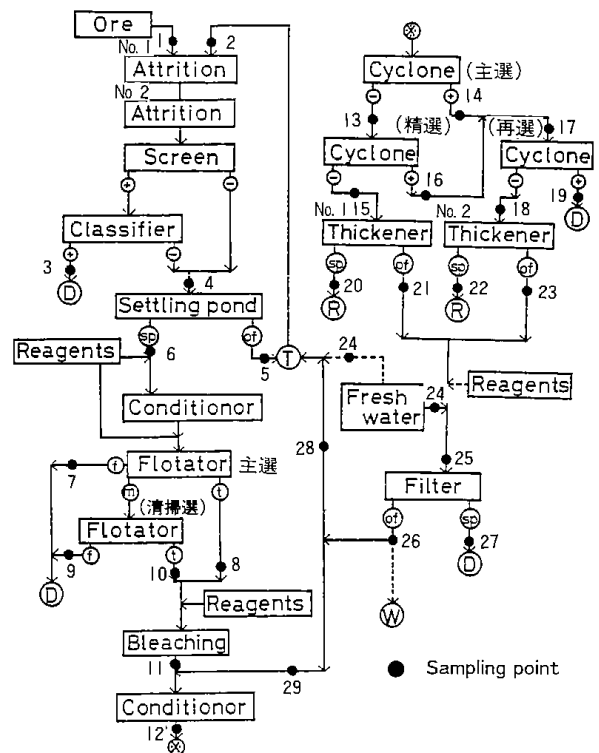 Ore
No. 1
1
2
Attrition
No 2
Attrition
Screen
+
−
Classifier
+
−
3
D
4
Settling pond
sp
of
Reagents
6
5
T
Conditionor
7
f
Flotator 主選
m
t
(清掃選)
Flotator
9
f
t
8
D
10
Reagents
Bleaching
11
29
Conditionor
12'
※
※
Cyclone (主選)
−
+
13
14
(精選)
(再選)
17
Cyclone
Cyclone
−
+
16
−
+
No. 1
15
No. 2
18
19
D
Thickener
Thickener
sp
of
sp
of
20
21
22
23
R
R
24
Fresh water
24
Reagents
28
25
Filter
of
sp
26
27
D
W
● Sampling point